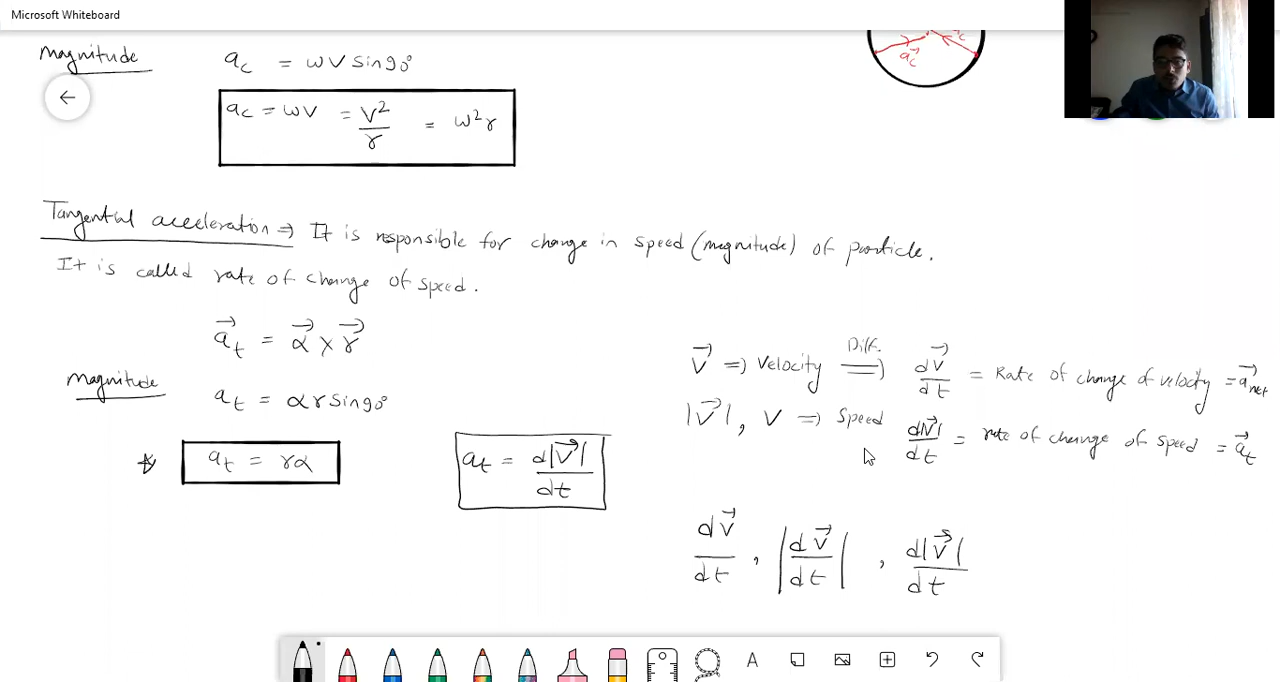 Microsoft Whiteboard
Magnitude
a_c = ωv sin90°
a_c = ωv = v²/r = ω²r
a⃗_c
Tangential acceleration ⇒ It is responsible for change in speed (magnitude) of particle.
It is called rate of change of speed.
a⃗_t = α⃗ × r⃗
Magnitude
a_t = αr sin90°
a_t = rα
a_t = d|v⃗|/dt
v⃗ ⇒ Velocity Diff. ⇒ dv⃗/dt = Rate of change of velocity = a⃗_net
|v⃗|, v ⇒ Speed d|v⃗|/dt = rate of change of speed = a⃗_t
dv⃗/dt, |dv⃗/dt|, d|v⃗|/dt
A